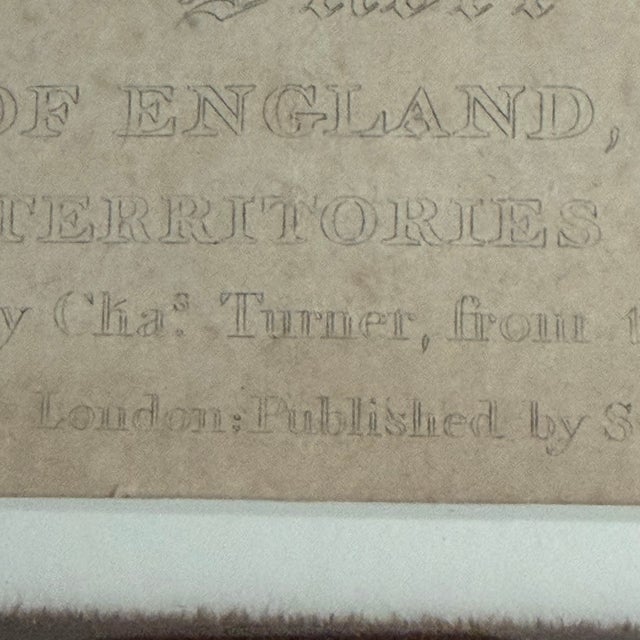 OF ENGLAND,
TERRITORIES
y Chaˢ Turner, from t
London: Published by S